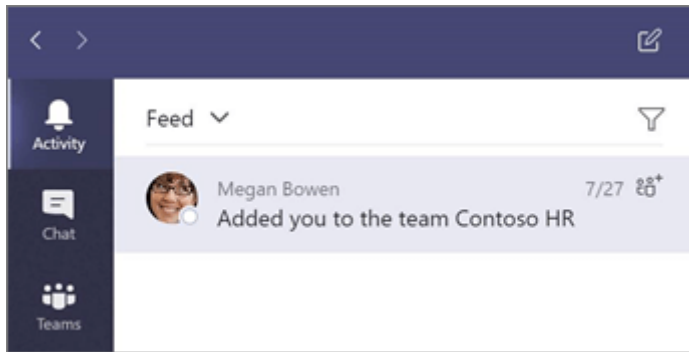 Activity
Feed
Megan Bowen 7/27
Added you to the team Contoso HR
Chat
Teams